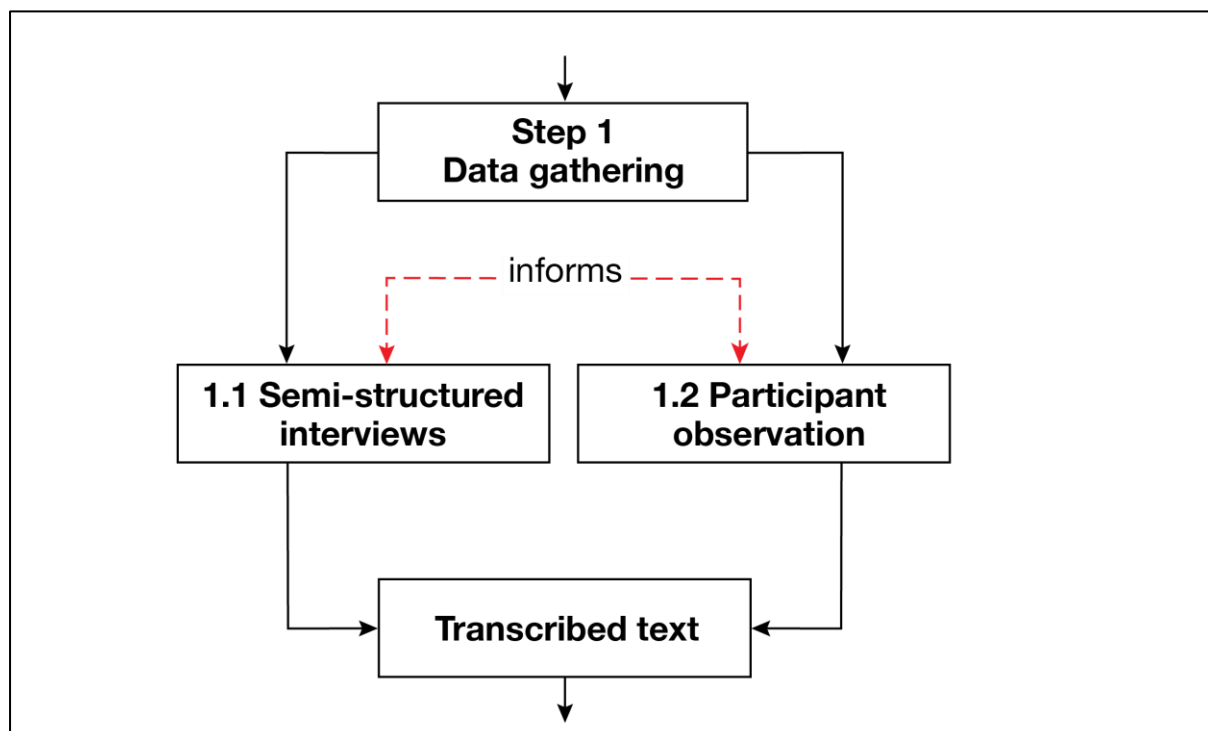 Step 1
Data gathering
informs
1.1 Semi-structured
interviews
1.2 Participant
observation
Transcribed text